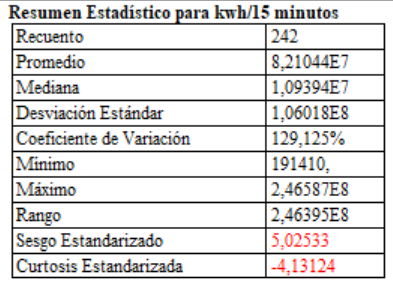 Resumen Estadístico para kwh/15 minutos
Recuento 242
Promedio 8,21044E7
Mediana 1,09394E7
Desviación Estándar 1,06018E8
Coeficiente de Variación 129,125%
Mínimo 191410,
Máximo 2,46587E8
Rango 2,46395E8
Sesgo Estandarizado 5,02533
Curtosis Estandarizada -4,13124